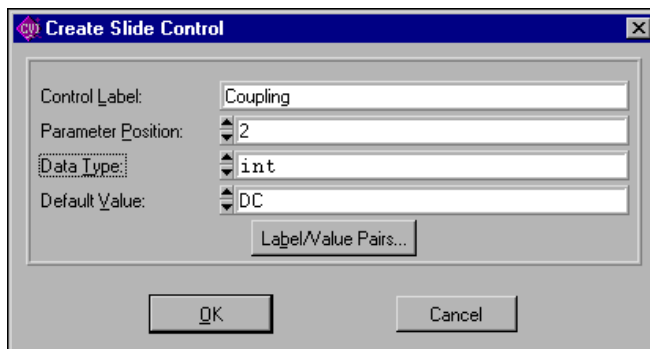 CVI Create Slide Control
Control Label: Coupling
Parameter Position: 2
Data Type: int
Default Value: DC
Label/Value Pairs...
OK Cancel